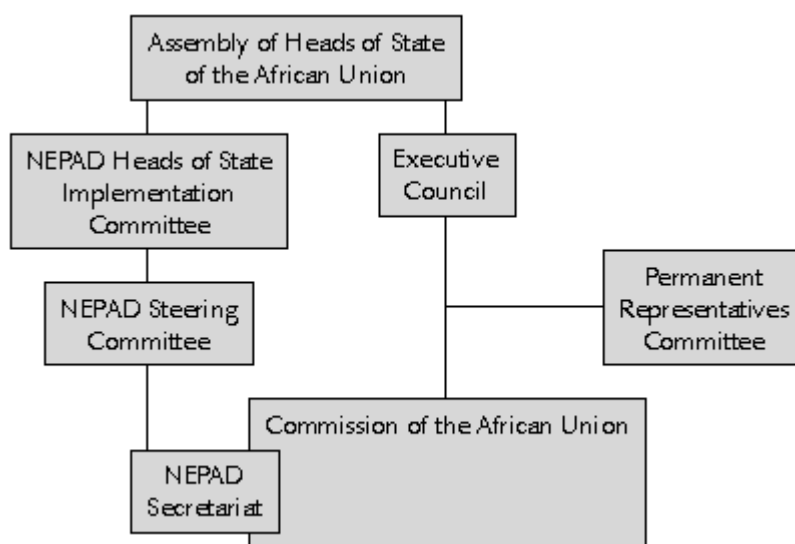 Assembly of Heads of State
of the African Union
NEPAD Heads of State
Implementation
Committee
Executive
Council
NEPAD Steering
Committee
Permanent
Representatives
Committee
Commission of the African Union
NEPAD
Secretariat